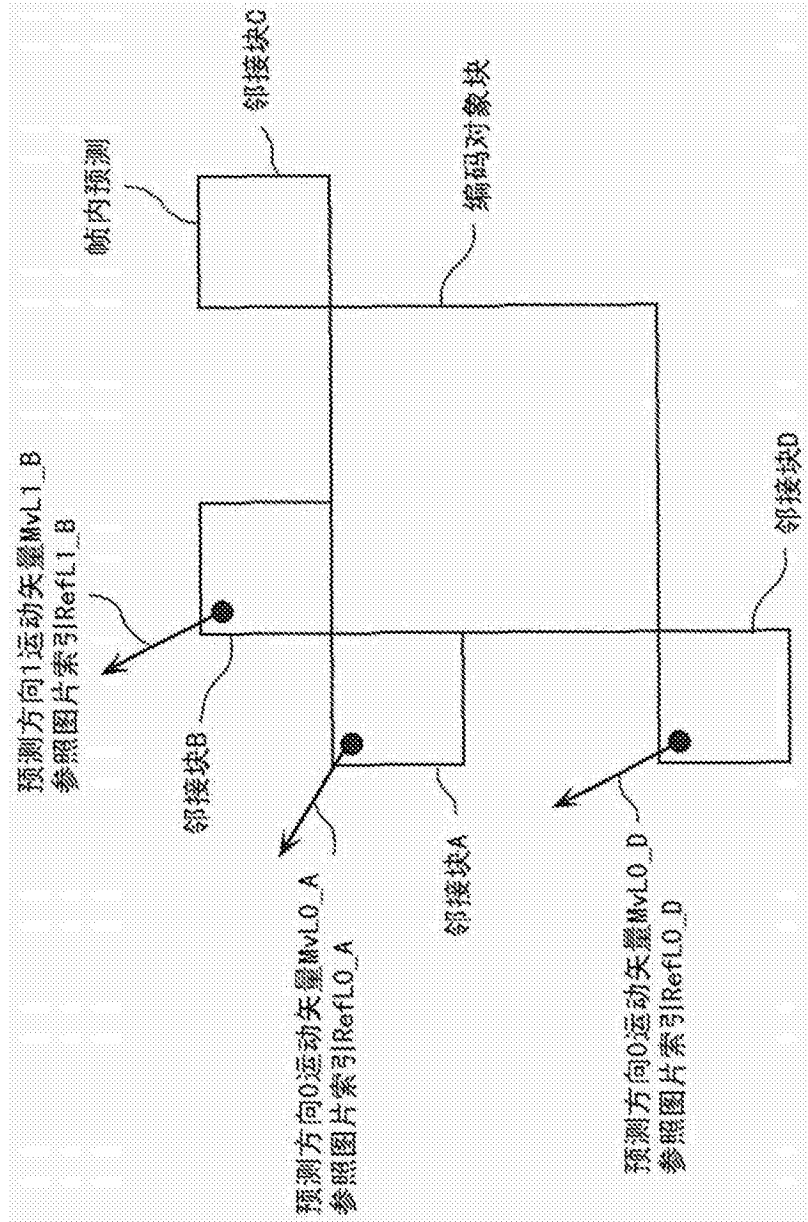 预测方向1运动矢量MvL1_B
参照图片索引RefL1_B
帧内预测
邻接块C
邻接块B
预测方向0运动矢量MvL0_A
参照图片索引RefL0_A
邻接块A
编码对象块
预测方向0运动矢量MvL0_D
参照图片索引RefL0_D
邻接块D